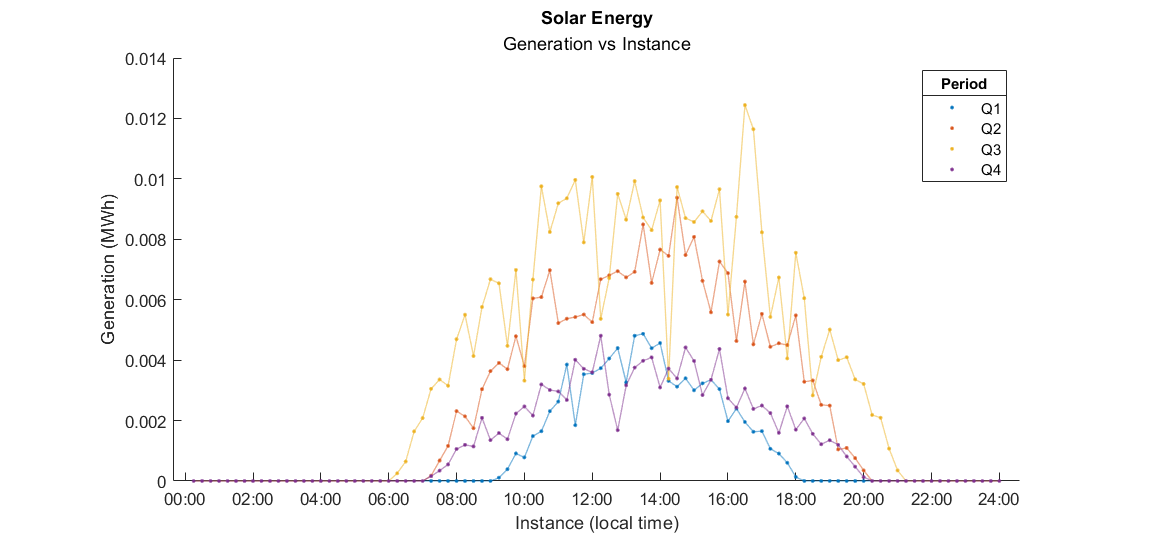 Solar Energy
Generation vs Instance
Generation (MWh)
0.014
0.012
0.01
0.008
0.006
0.004
0.002
0
00:00 02:00 04:00 06:00 08:00 10:00 12:00 14:00 16:00 18:00 20:00 22:00 24:00
Instance (local time)
Period
Q1
Q2
Q3
Q4